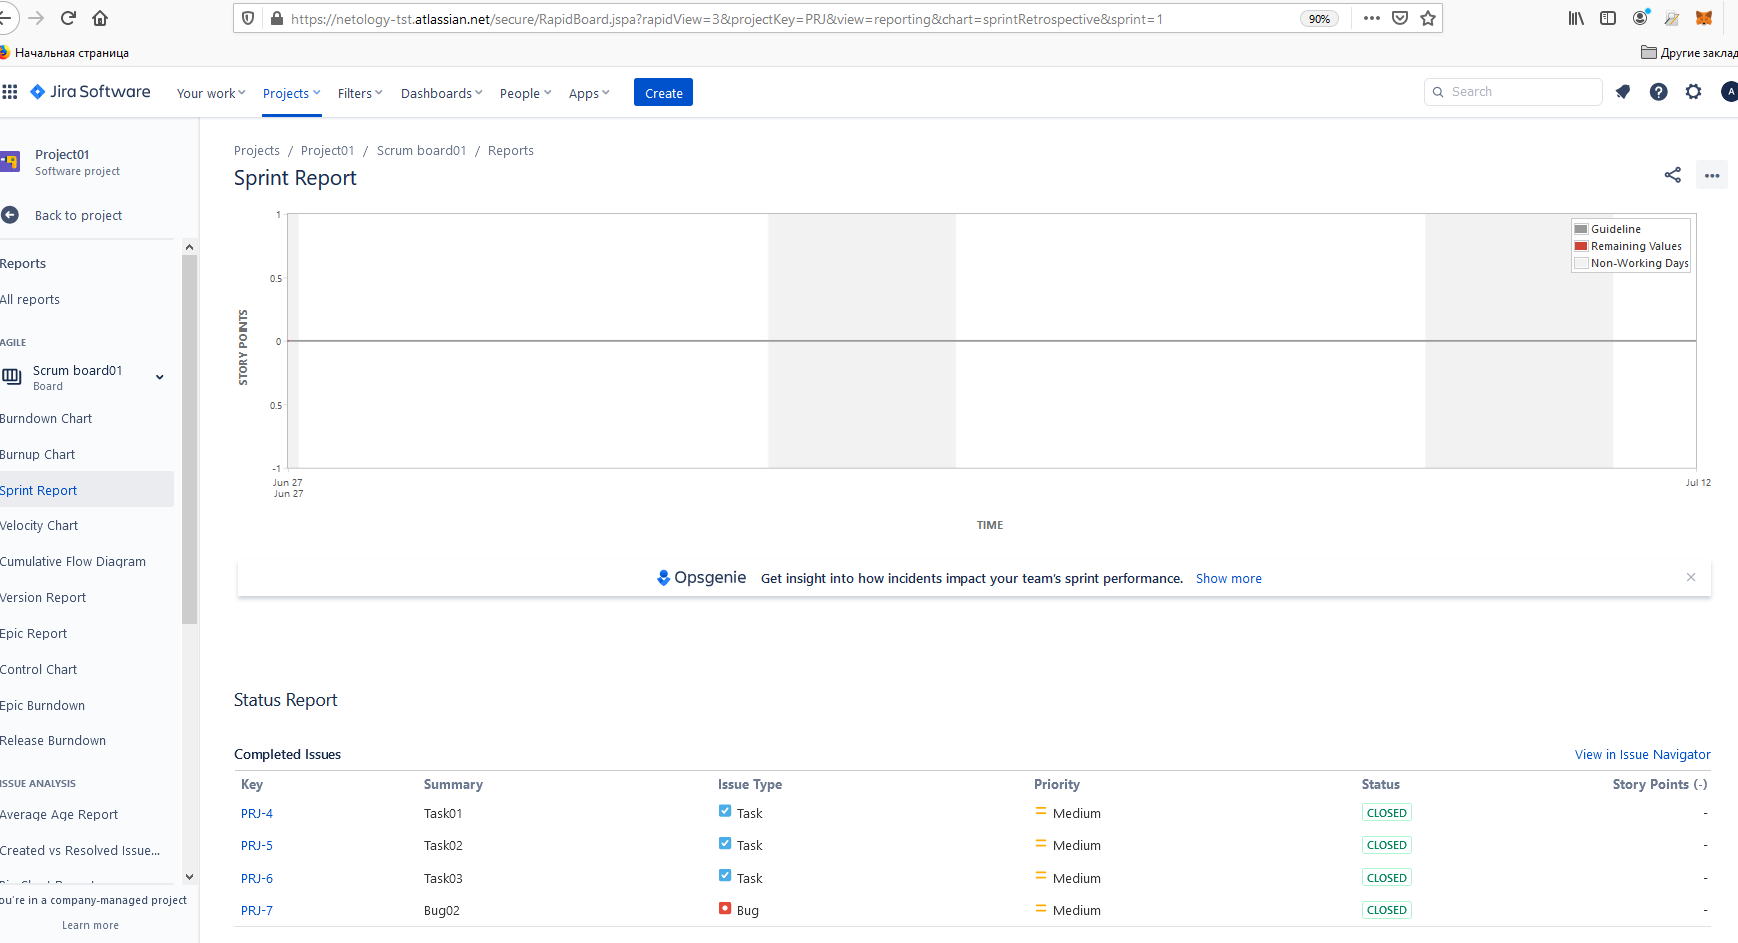 https://netology-tst.atlassian.net/secure/RapidBoard.jspa?rapidView=3&projectKey=PRJ&view=reporting&chart=sprintRetrospective&sprint=1
90%
Начальная страница
Другие заклад
Jira Software
Your work
Projects
Filters
Dashboards
People
Apps
Create
Search
A
Project01
Software project
Back to project
Reports
All reports
AGILE
Scrum board01
Board
Burndown Chart
Burnup Chart
Sprint Report
Velocity Chart
Cumulative Flow Diagram
Version Report
Epic Report
Control Chart
Epic Burndown
Release Burndown
ISSUE ANALYSIS
Average Age Report
Created vs Resolved Issue...
ou're in a company-managed project
Learn more
Projects / Project01 / Scrum board01 / Reports
Sprint Report
STORY POINTS
1
0.5
0
0.5
-1
Guideline
Remaining Values
Non-Working Days
Jun 27
Jun 27
Jul 12
TIME
Opsgenie Get insight into how incidents impact your team's sprint performance. Show more
Status Report
Completed Issues
View in Issue Navigator
Key Summary Issue Type Priority Status Story Points (-)
PRJ-4 Task01 Task Medium CLOSED -
PRJ-5 Task02 Task Medium CLOSED -
PRJ-6 Task03 Task Medium CLOSED -
PRJ-7 Bug02 Bug Medium CLOSED -